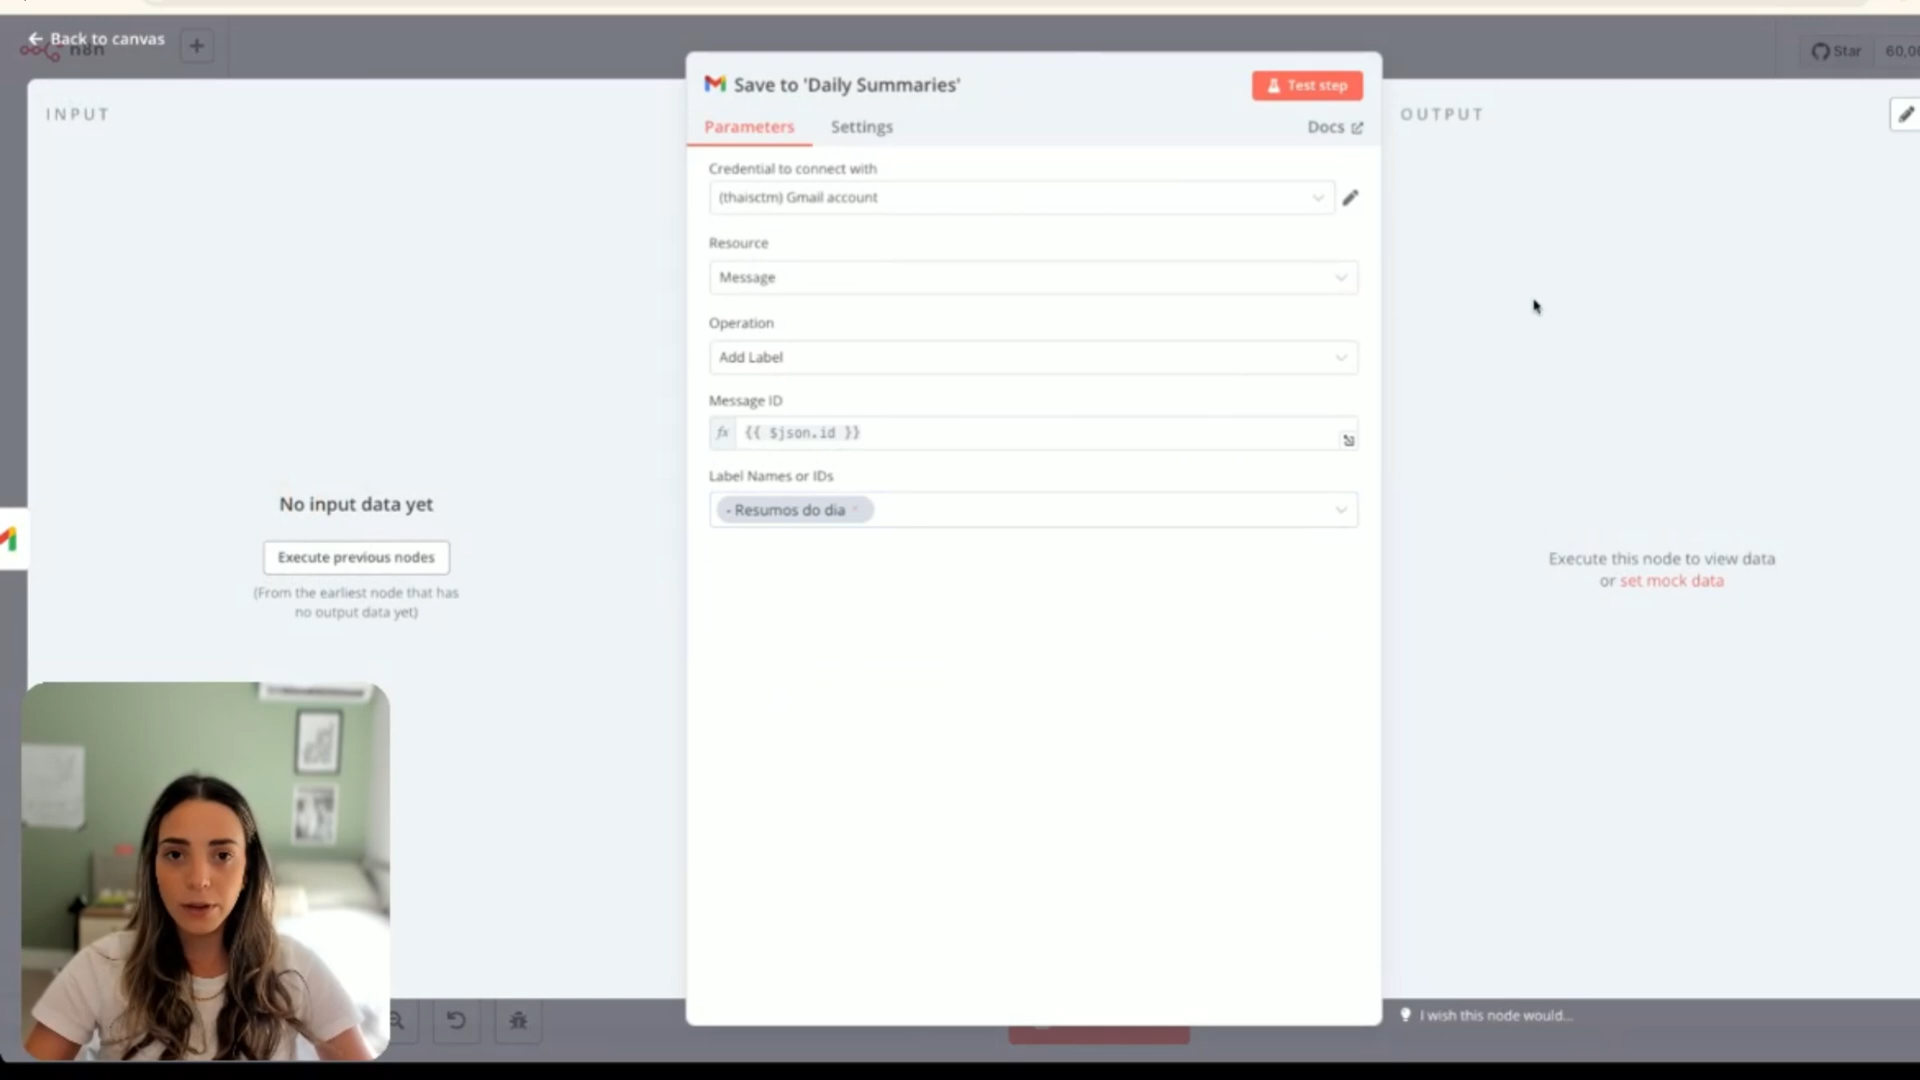 Back to canvas
n8n
Star
60,0
INPUT
Save to 'Daily Summaries'
Test step
OUTPUT
Parameters
Settings
Docs
Credential to connect with
(thaisctm) Gmail account
Resource
Message
Operation
Add Label
Message ID
fx {{ $json.id }}
Label Names or IDs
- Resumos do dia
No input data yet
Execute previous nodes
(From the earliest node that has
no output data yet)
Execute this node to view data
or set mock data
I wish this node would...